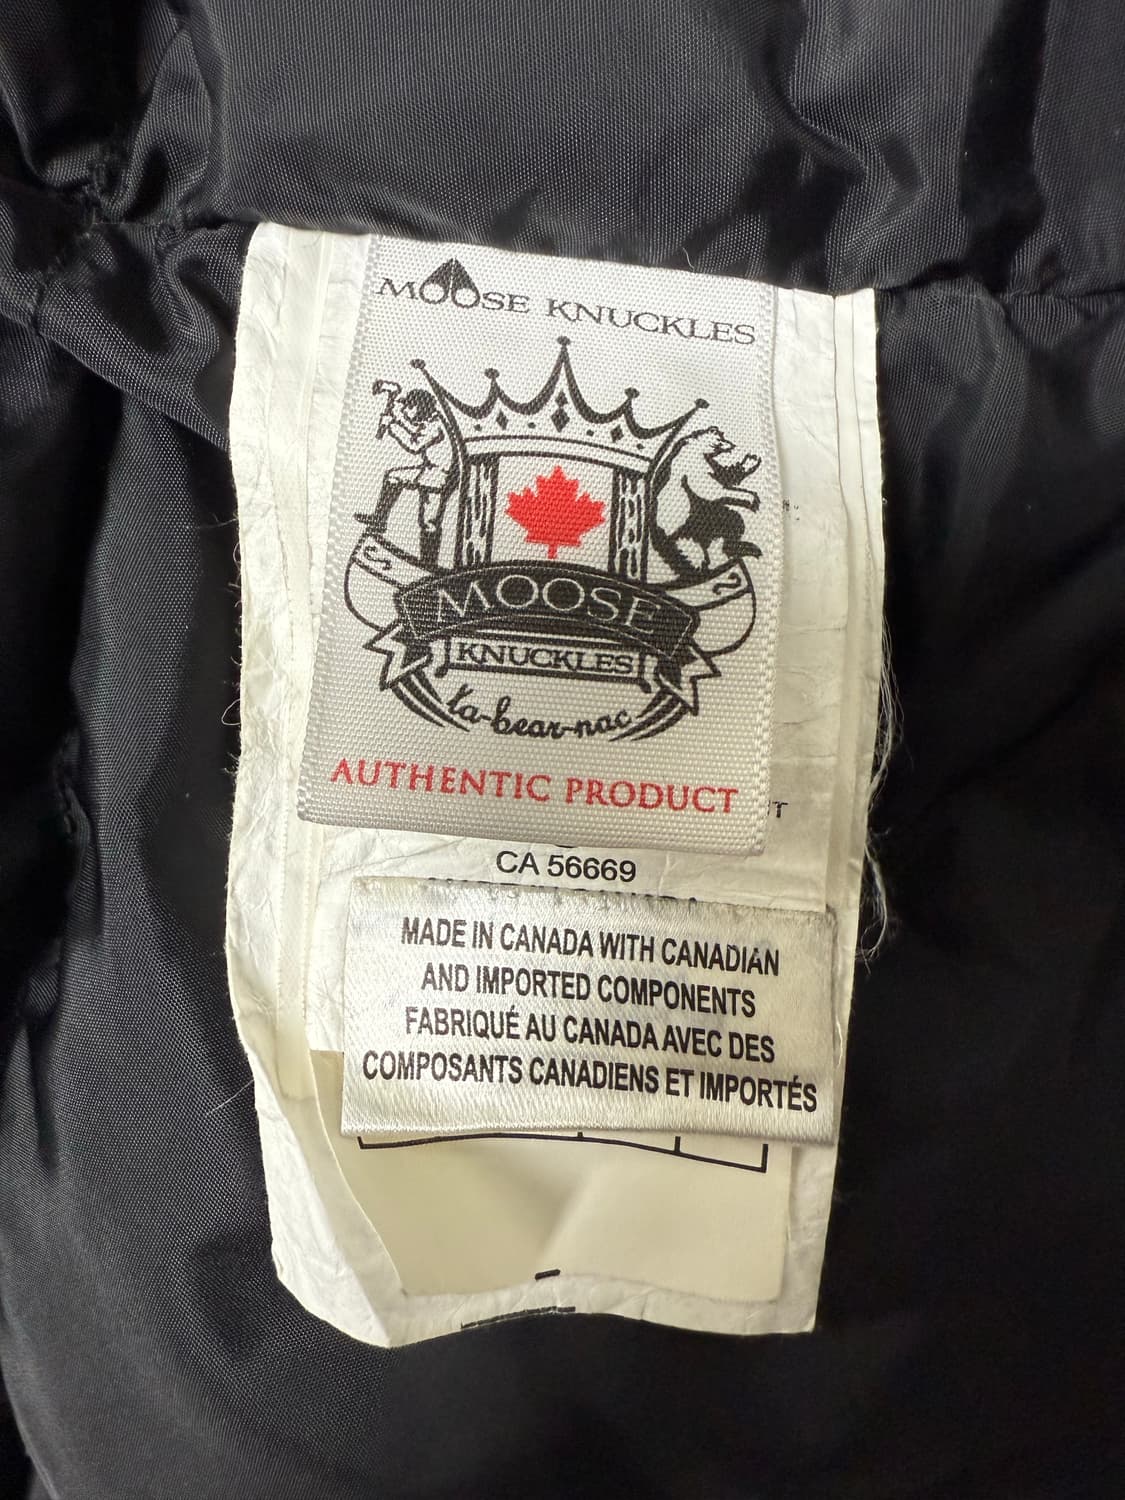 MOOSE KNUCKLES
MOOSE
KNUCKLES
ta-bear-nac
AUTHENTIC PRODUCT
CA 56669
MADE IN CANADA WITH CANADIAN
AND IMPORTED COMPONENTS
FABRIQUÉ AU CANADA AVEC DES
COMPOSANTS CANADIENS ET IMPORTÉS